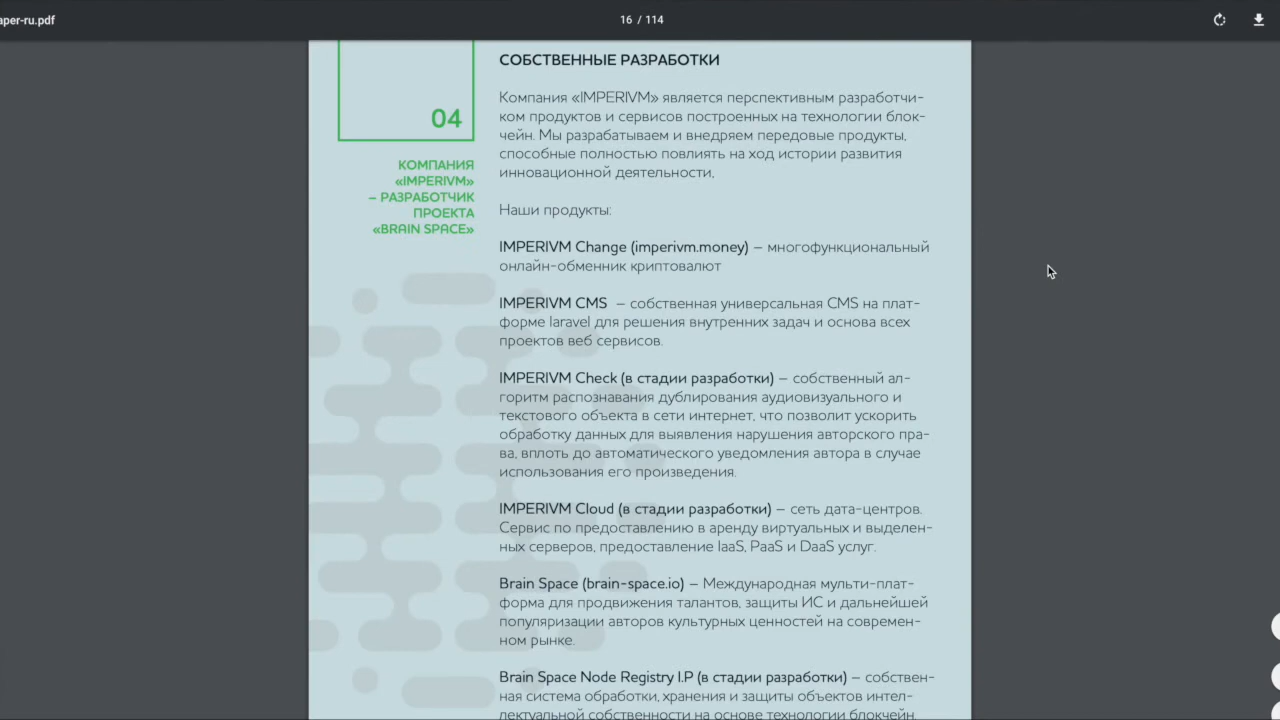 aper-ru.pdf
16 / 114
04
КОМПАНИЯ
«IMPERIVM»
– РАЗРАБОТЧИК
ПРОЕКТА
«BRAIN SPACE»
СОБСТВЕННЫЕ РАЗРАБОТКИ
Компания «IMPERIVM» является перспективным разработчи-
ком продуктов и сервисов построенных на технологии блок-
чейн. Мы разрабатываем и внедряем передовые продукты,
способные полностью повлиять на ход истории развития
инновационной деятельности,
Наши продукты:
IMPERIVM Change (imperivm.money) – многофункциональный
онлайн-обменник криптовалют
IMPERIVM CMS – собственная универсальная CMS на плат-
форме laravel для решения внутренних задач и основа всех
проектов веб сервисов.
IMPERIVM Check (в стадии разработки) – собственный ал-
горитм распознавания дублирования аудиовизуального и
текстового объекта в сети интернет, что позволит ускорить
обработку данных для выявления нарушения авторского пра-
ва, вплоть до автоматического уведомления автора в случае
использования его произведения.
IMPERIVM Cloud (в стадии разработки) – сеть дата-центров.
Сервис по предоставлению в аренду виртуальных и выделен-
ных серверов, предоставление IaaS, PaaS и DaaS услуг.
Brain Space (brain-space.io) – Международная мульти-плат-
форма для продвижения талантов, защиты ИС и дальнейшей
популяризации авторов культурных ценностей на современ-
ном рынке.
Brain Space Node Registry I.P (в стадии разработки) – собствен-
ная система обработки, хранения и защиты объектов интел-
лектуальной собственности на основе технологии блокчейн.